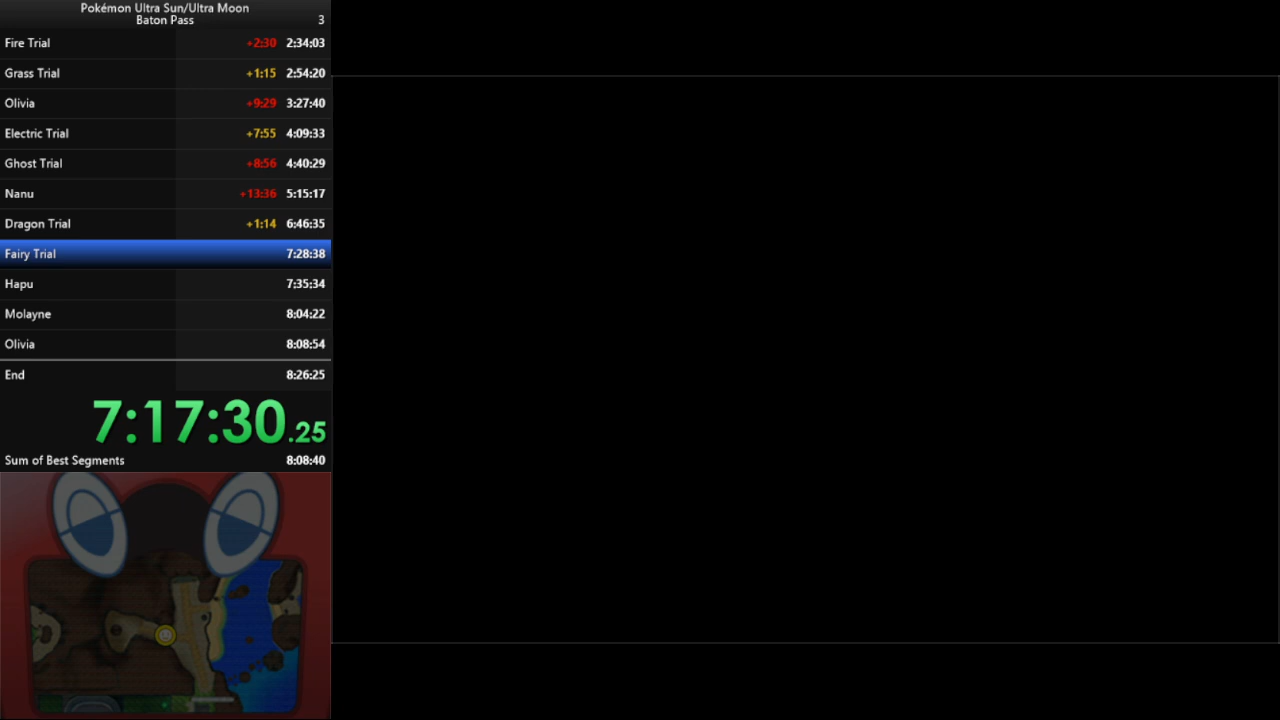 Pokémon Ultra Sun/Ultra Moon
Baton Pass 3
Fire Trial +2:30 2:34:03
Grass Trial +1:15 2:54:20
Olivia +9:29 3:27:40
Electric Trial +7:55 4:09:33
Ghost Trial +8:56 4:40:29
Nanu +13:36 5:15:17
Dragon Trial +1:14 6:46:35
Fairy Trial 7:28:38
Hapu 7:35:34
Molayne 8:04:22
Olivia 8:08:54
End 8:26:25
7:17:30.25
Sum of Best Segments 8:08:40